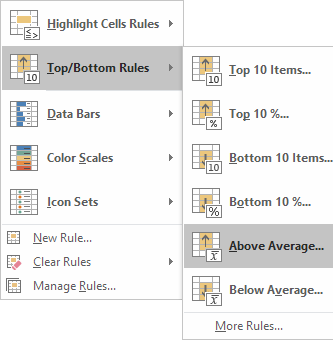 Highlight Cells Rules
Top/Bottom Rules
Data Bars
Color Scales
Icon Sets
New Rule...
Clear Rules
Manage Rules...
Top 10 Items...
Top 10 %...
Bottom 10 Items...
Bottom 10 %...
Above Average...
Below Average...
More Rules...